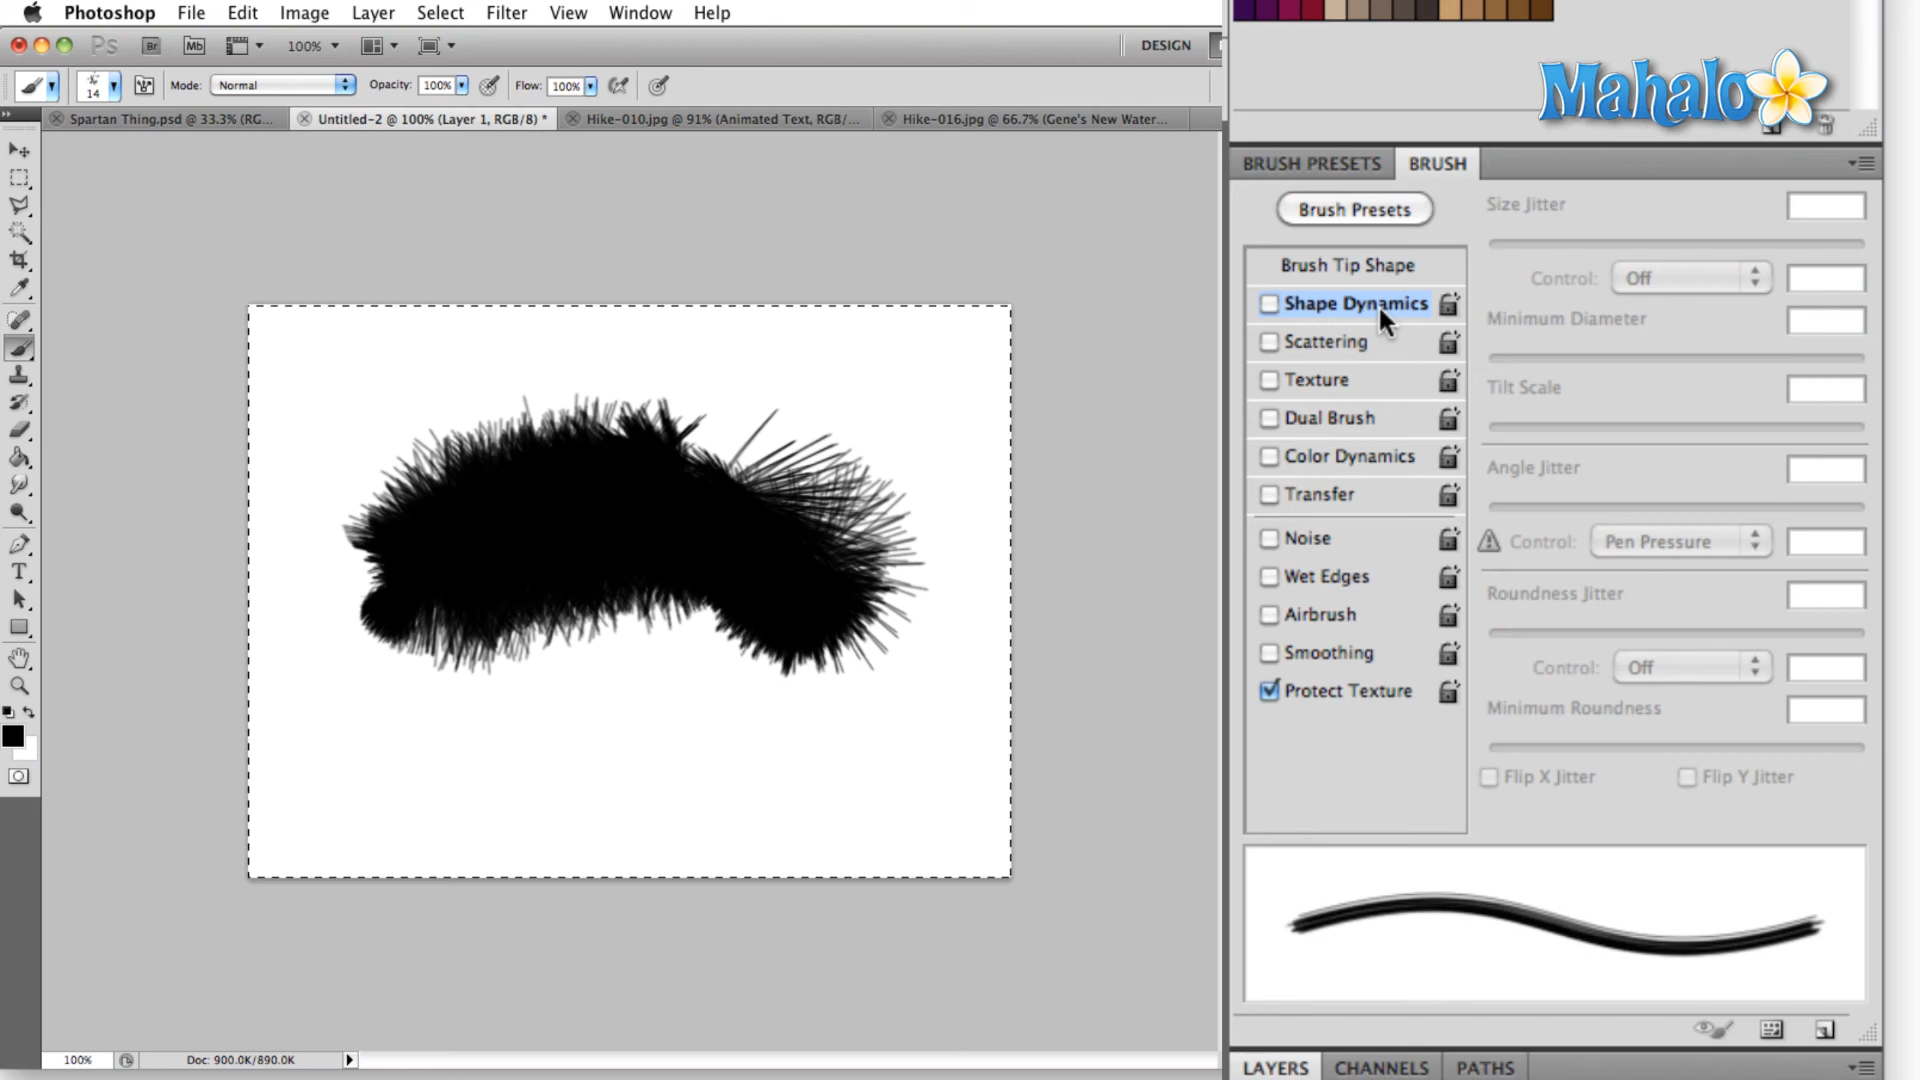 Photoshop File Edit Image Layer Select Filter View Window Help
Ps Br Mb 100% DESIGN
14 Mode: Normal Opacity: 100% Flow: 100%
Spartan Thing.psd @ 33.3% (RG... Untitled-2 @ 100% (Layer 1, RGB/8) * Hike-010.jpg @ 91% (Animated Text, RGB/... Hike-016.jpg @ 66.7% (Gene's New Water...
Mahalo
BRUSH PRESETS BRUSH
Brush Presets
Size Jitter
Brush Tip Shape
Control: Off
Shape Dynamics
Minimum Diameter
Scattering
Texture
Tilt Scale
Dual Brush
Color Dynamics
Angle Jitter
Transfer
Noise
Control: Pen Pressure
Wet Edges
Roundness Jitter
Airbrush
Smoothing
Control: Off
Protect Texture
Minimum Roundness
Flip X Jitter Flip Y Jitter
T
100% Doc: 900.0K/890.0K
LAYERS CHANNELS PATHS